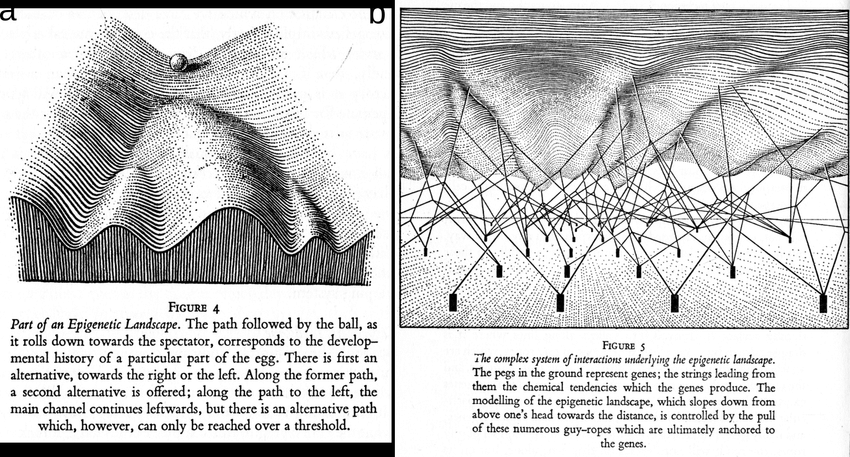 a
b
FIGURE 4
Part of an Epigenetic Landscape. The path followed by the ball, as
it rolls down towards the spectator, corresponds to the develop-
mental history of a particular part of the egg. There is first an
alternative, towards the right or the left. Along the former path,
a second alternative is offered; along the path to the left, the
main channel continues leftwards, but there is an alternative path
which, however, can only be reached over a threshold.
FIGURE 5
The complex system of interactions underlying the epigenetic landscape.
The pegs in the ground represent genes; the strings leading from
them the chemical tendencies which the genes produce. The
modelling of the epigenetic landscape, which slopes down from
above one's head towards the distance, is controlled by the pull
of these numerous guy-ropes which are ultimately anchored to
the genes.